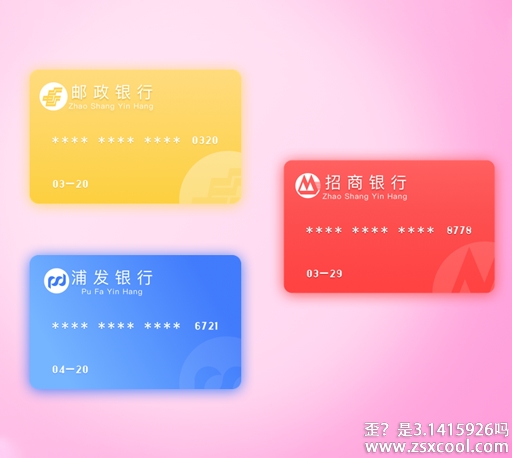 邮政银行
Zhao Shang Yin Hang
**** **** **** 0320
03—20
招商银行
Zhao Shang Yin Hang
**** **** **** 8778
03—29
浦发银行
Pu Fa Yin Hang
**** **** **** 6721
04—20
歪？是3.1415926吗
www.zsxcool.com